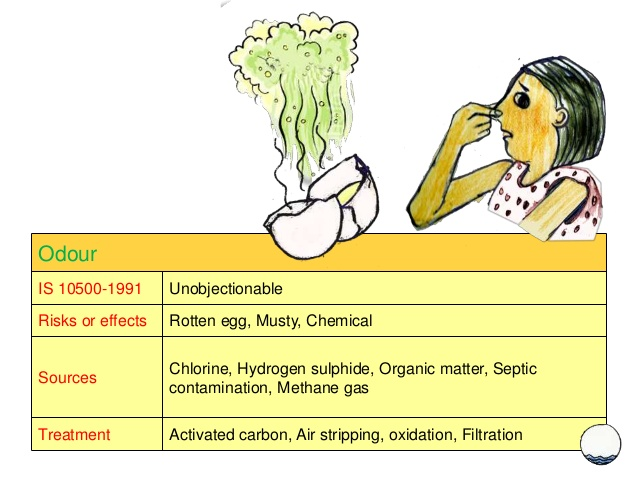 Odour
IS 10500-1991 Unobjectionable
Risks or effects Rotten egg, Musty, Chemical
Sources Chlorine, Hydrogen sulphide, Organic matter, Septic
contamination, Methane gas
Treatment Activated carbon, Air stripping, oxidation, Filtration